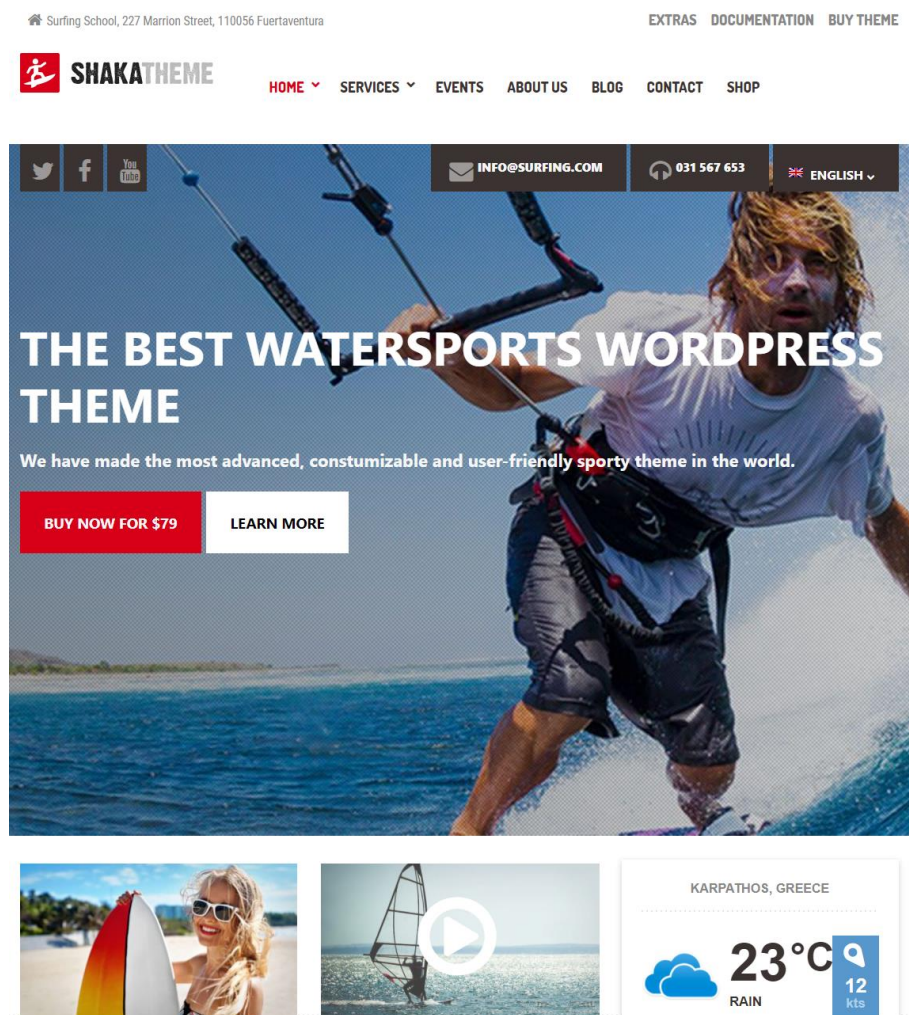 Surfing School, 227 Marrion Street, 110056 Fuertaventura
EXTRAS DOCUMENTATION BUY THEME
SHAKATHEME
HOME SERVICES EVENTS ABOUT US BLOG CONTACT SHOP
You Tube
INFO@SURFING.COM
031 567 653
ENGLISH
THE BEST WATERSPORTS WORDPRESS
THEME
We have made the most advanced, constumizable and user-friendly sporty theme in the world.
BUY NOW FOR $79
LEARN MORE
KARPATHOS, GREECE
23°C
RAIN
12
kts